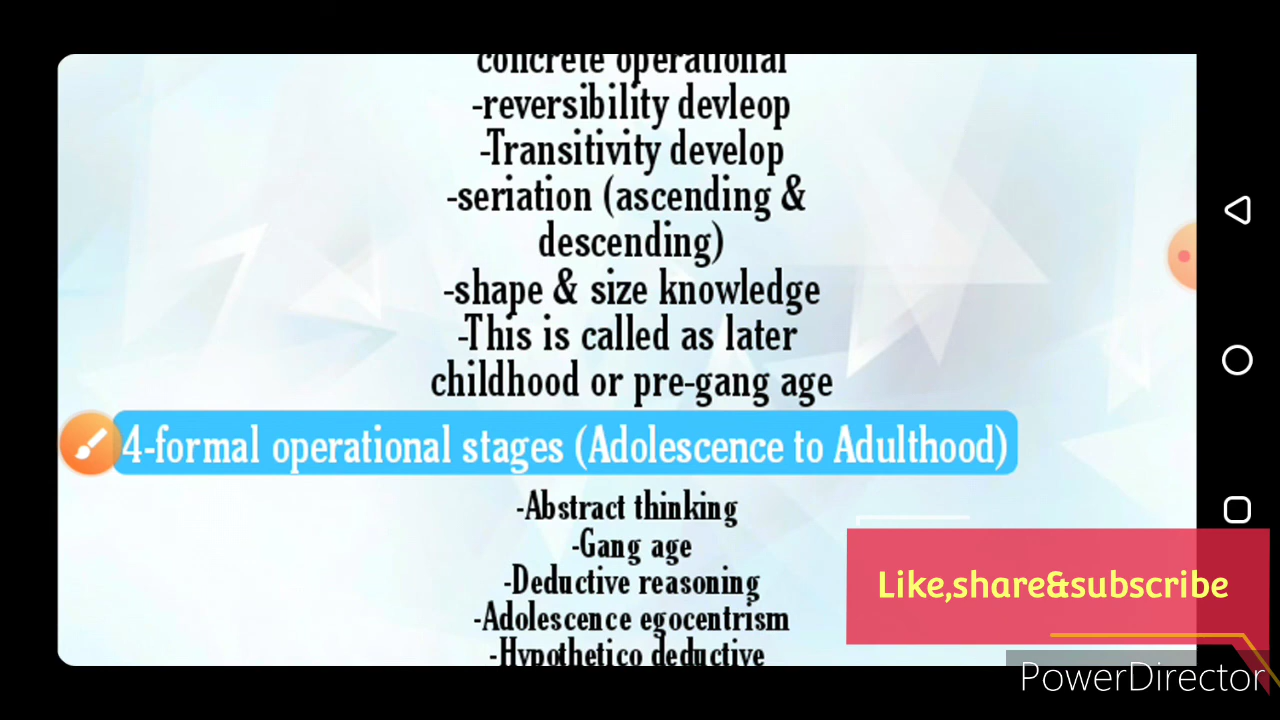 concrete operational
-reversibility devleop
-Transitivity develop
-seriation (ascending &
descending)
-shape & size knowledge
-This is called as later
childhood or pre-gang age
4-formal operational stages (Adolescence to Adulthood)
-Abstract thinking
-Gang age
-Deductive reasoning
-Adolescence egocentrism
-Hypothetico deductive
Like,share&subscribe
PowerDirector